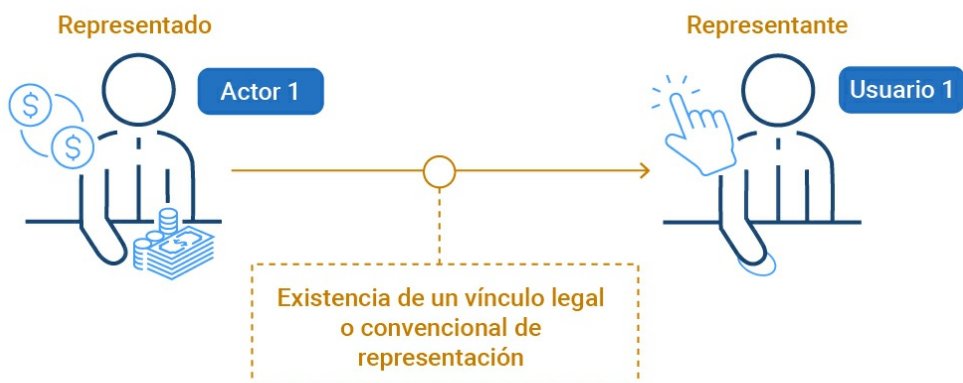 Representado
Representante
Actor 1
Usuario 1
$
$
Existencia de un vínculo legal
o convencional de
representación